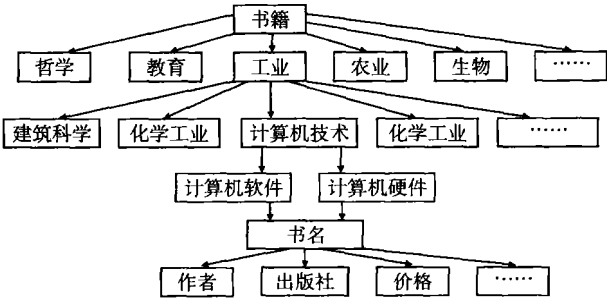 书籍
哲学 教育 工业 农业 生物 ……
建筑科学 化学工业 计算机技术 化学工业 ……
计算机软件 计算机硬件
书名
作者 出版社 价格 ……